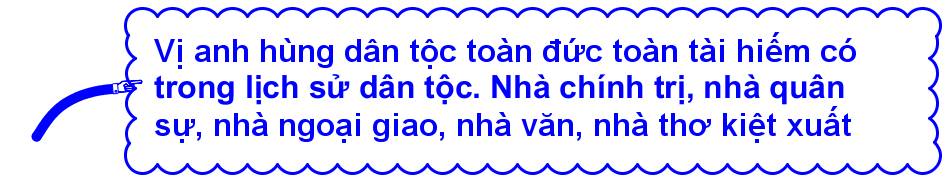 Vị anh hùng dân tộc toàn đức toàn tài hiếm có
trong lịch sử dân tộc. Nhà chính trị, nhà quân
sự, nhà ngoại giao, nhà văn, nhà thơ kiệt xuất